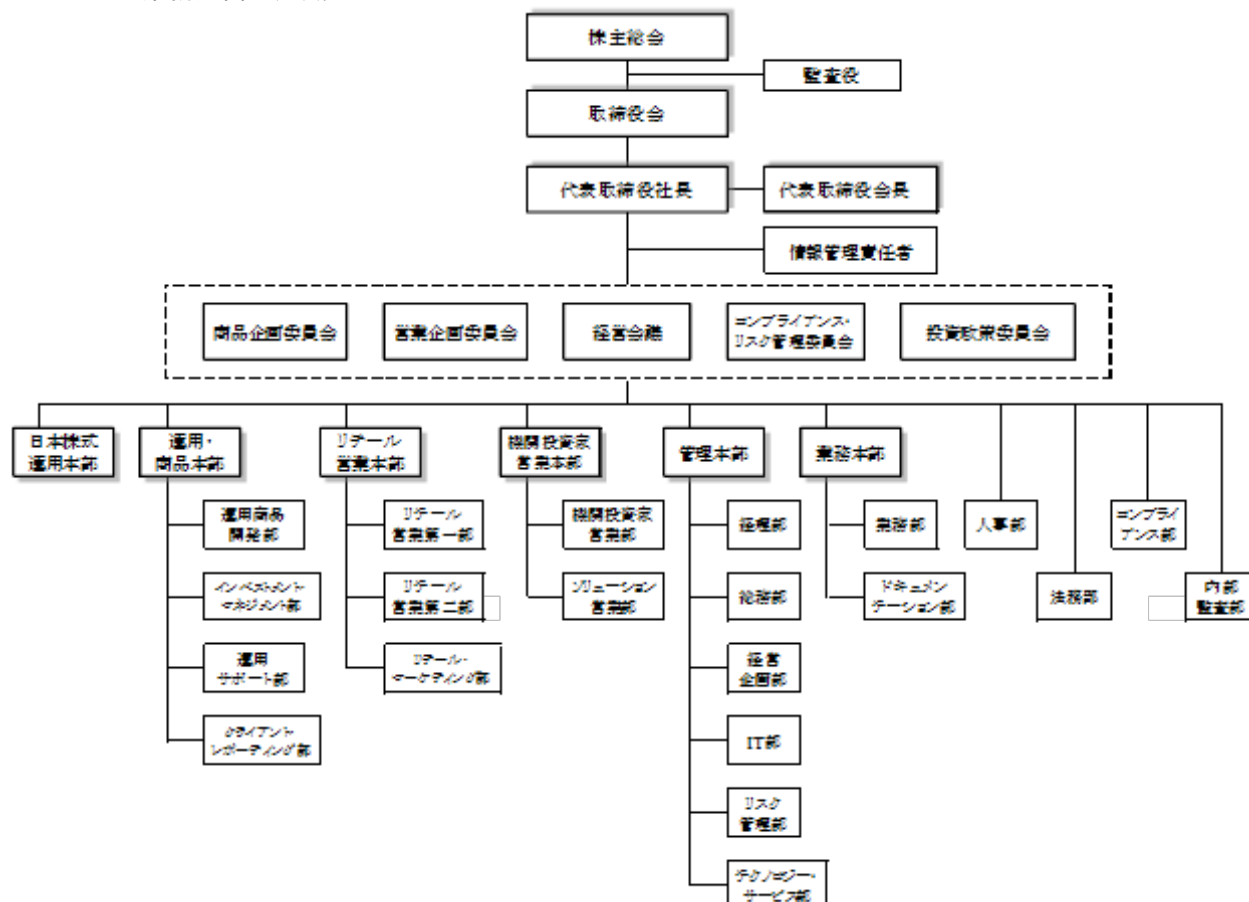 株主総会
監査役
取締役会
代表取締役社長
代表取締役会長
情報管理責任者
商品企画委員会
営業企画委員会
経営会議
コンプライアンス・
リスク管理委員会
投資政策委員会
日本株式
運用本部
運用・
商品本部
リテール
営業本部
機関投資家
営業本部
管理本部
業務本部
運用商品
開発部
リテール
営業第一部
機関投資家
営業部
経理部
業務部
人事部
コンプライ
アンス部
インベストメント
マネジメント部
リテール
営業第二部
ソリューション
営業部
総務部
ドキュメン
テーション部
法務部
内部
監査部
運用
サポート部
リテール・
マーケティング部
経営
企画部
クライアント
レポーティング部
IT部
リスク
管理部
テクノロジー・
サービス部